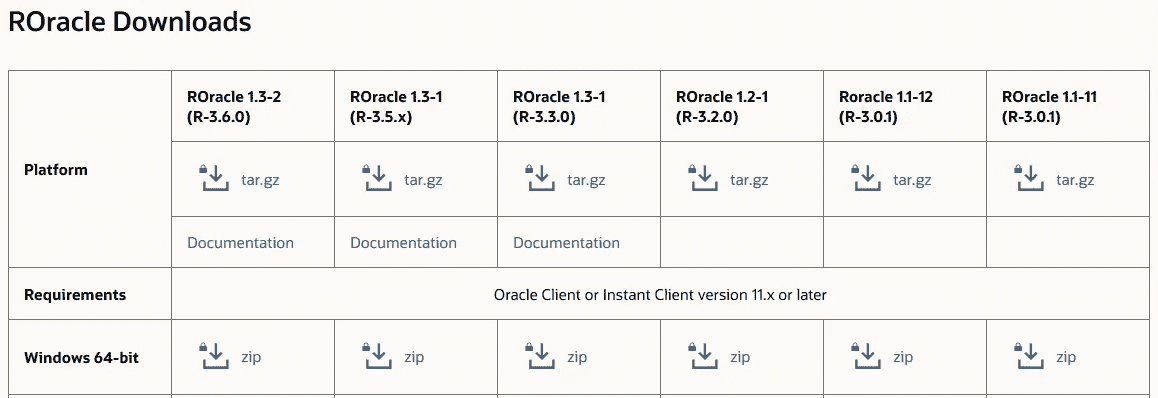 ROracle Downloads
ROracle 1.3-2 ROracle 1.3-1 ROracle 1.3-1 ROracle 1.2-1 Roracle 1.1-12 ROracle 1.1-11
(R-3.6.0) (R-3.5.x) (R-3.3.0) (R-3.2.0) (R-3.0.1) (R-3.0.1)
Platform
tar.gz tar.gz tar.gz tar.gz tar.gz tar.gz
Documentation Documentation Documentation
Requirements Oracle Client or Instant Client version 11.x or later
Windows 64-bit zip zip zip zip zip zip